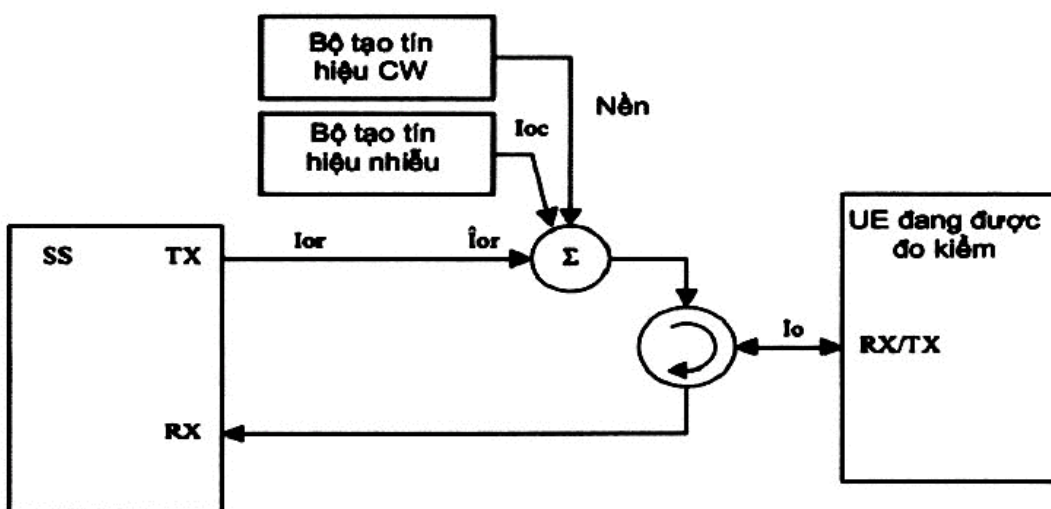 Bộ tạo tín
hiệu CW
Nền
Bộ tạo tín
hiệu nhiễu
Ioc
UE đang được
đo kiểm
SS
TX
Ior
Îor
Σ
Îo
RX/TX
RX